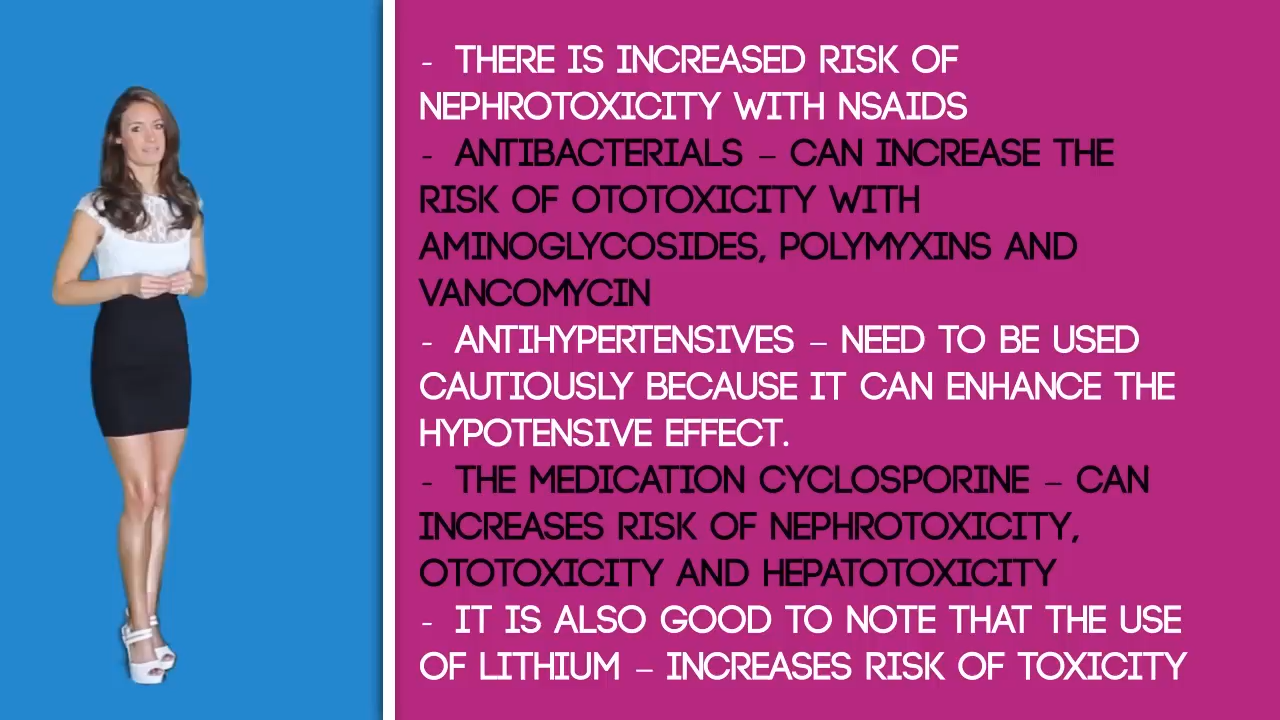 - THERE IS INCREASED RISK OF
NEPHROTOXICITY WITH NSAIDS
- ANTIBACTERIALS – CAN INCREASE THE
RISK OF OTOTOXICITY WITH
AMINOGLYCOSIDES, POLYMYXINS AND
VANCOMYCIN
- ANTIHYPERTENSIVES – NEED TO BE USED
CAUTIOUSLY BECAUSE IT CAN ENHANCE THE
HYPOTENSIVE EFFECT.
- THE MEDICATION CYCLOSPORINE – CAN
INCREASES RISK OF NEPHROTOXICITY,
OTOTOXICITY AND HEPATOTOXICITY
- IT IS ALSO GOOD TO NOTE THAT THE USE
OF LITHIUM – INCREASES RISK OF TOXICITY